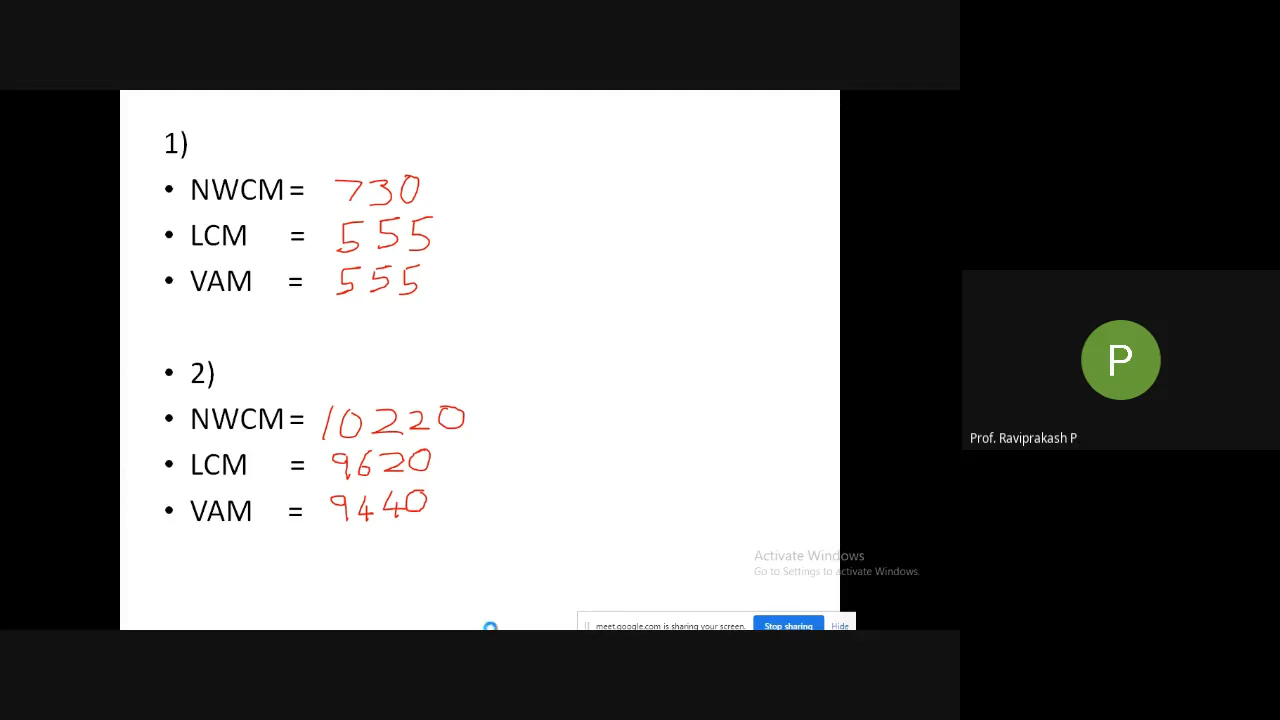 1)
• NWCM = 730
• LCM = 555
• VAM = 555
• 2)
• NWCM = 10220
• LCM = 9620
• VAM = 9440
P
Prof. Raviprakash P
Activate Windows
Go to Settings to activate Windows.
meet.google.com is sharing your screen. Stop sharing Hide